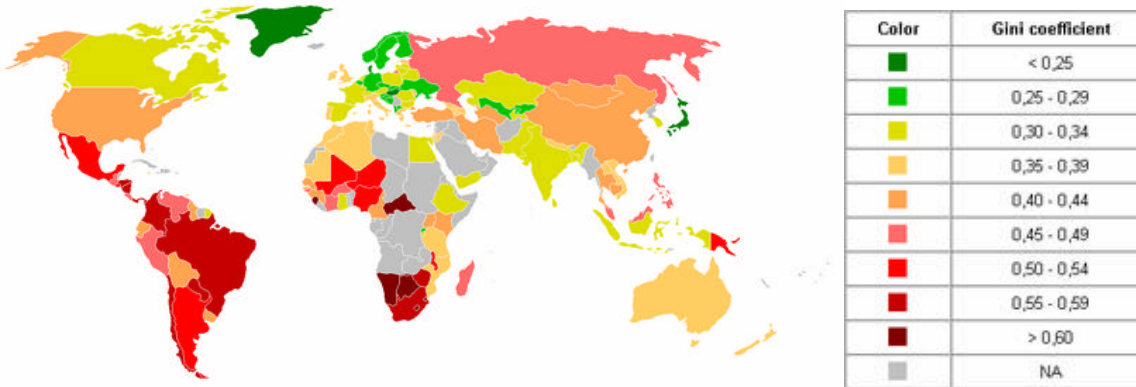 Color Gini coefficient
< 0,25
0,25 - 0,29
0,30 - 0,34
0,35 - 0,39
0,40 - 0,44
0,45 - 0,49
0,50 - 0,54
0,55 - 0,59
> 0,60
NA